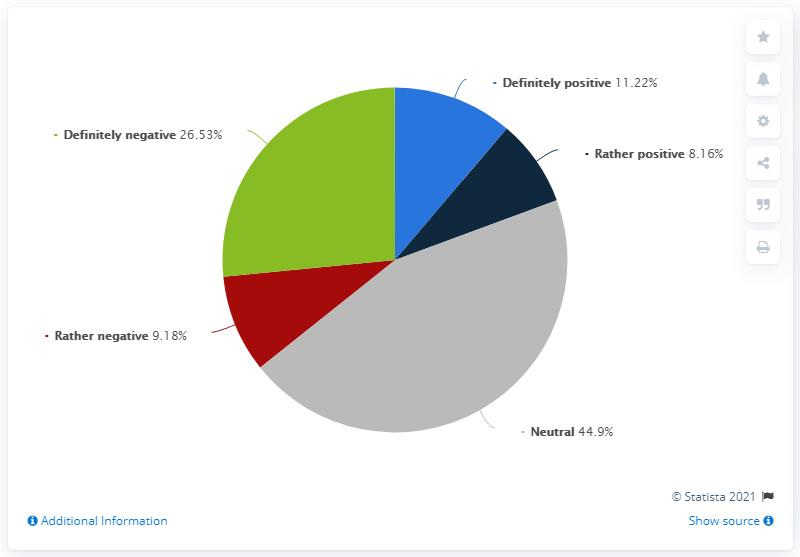 Definitely positive 11.22%
Definitely negative 26.53%
Rather positive 8.16%
Rather negative 9.18%
Neutral 44.9%
© Statista 2021
Additional Information
Show source